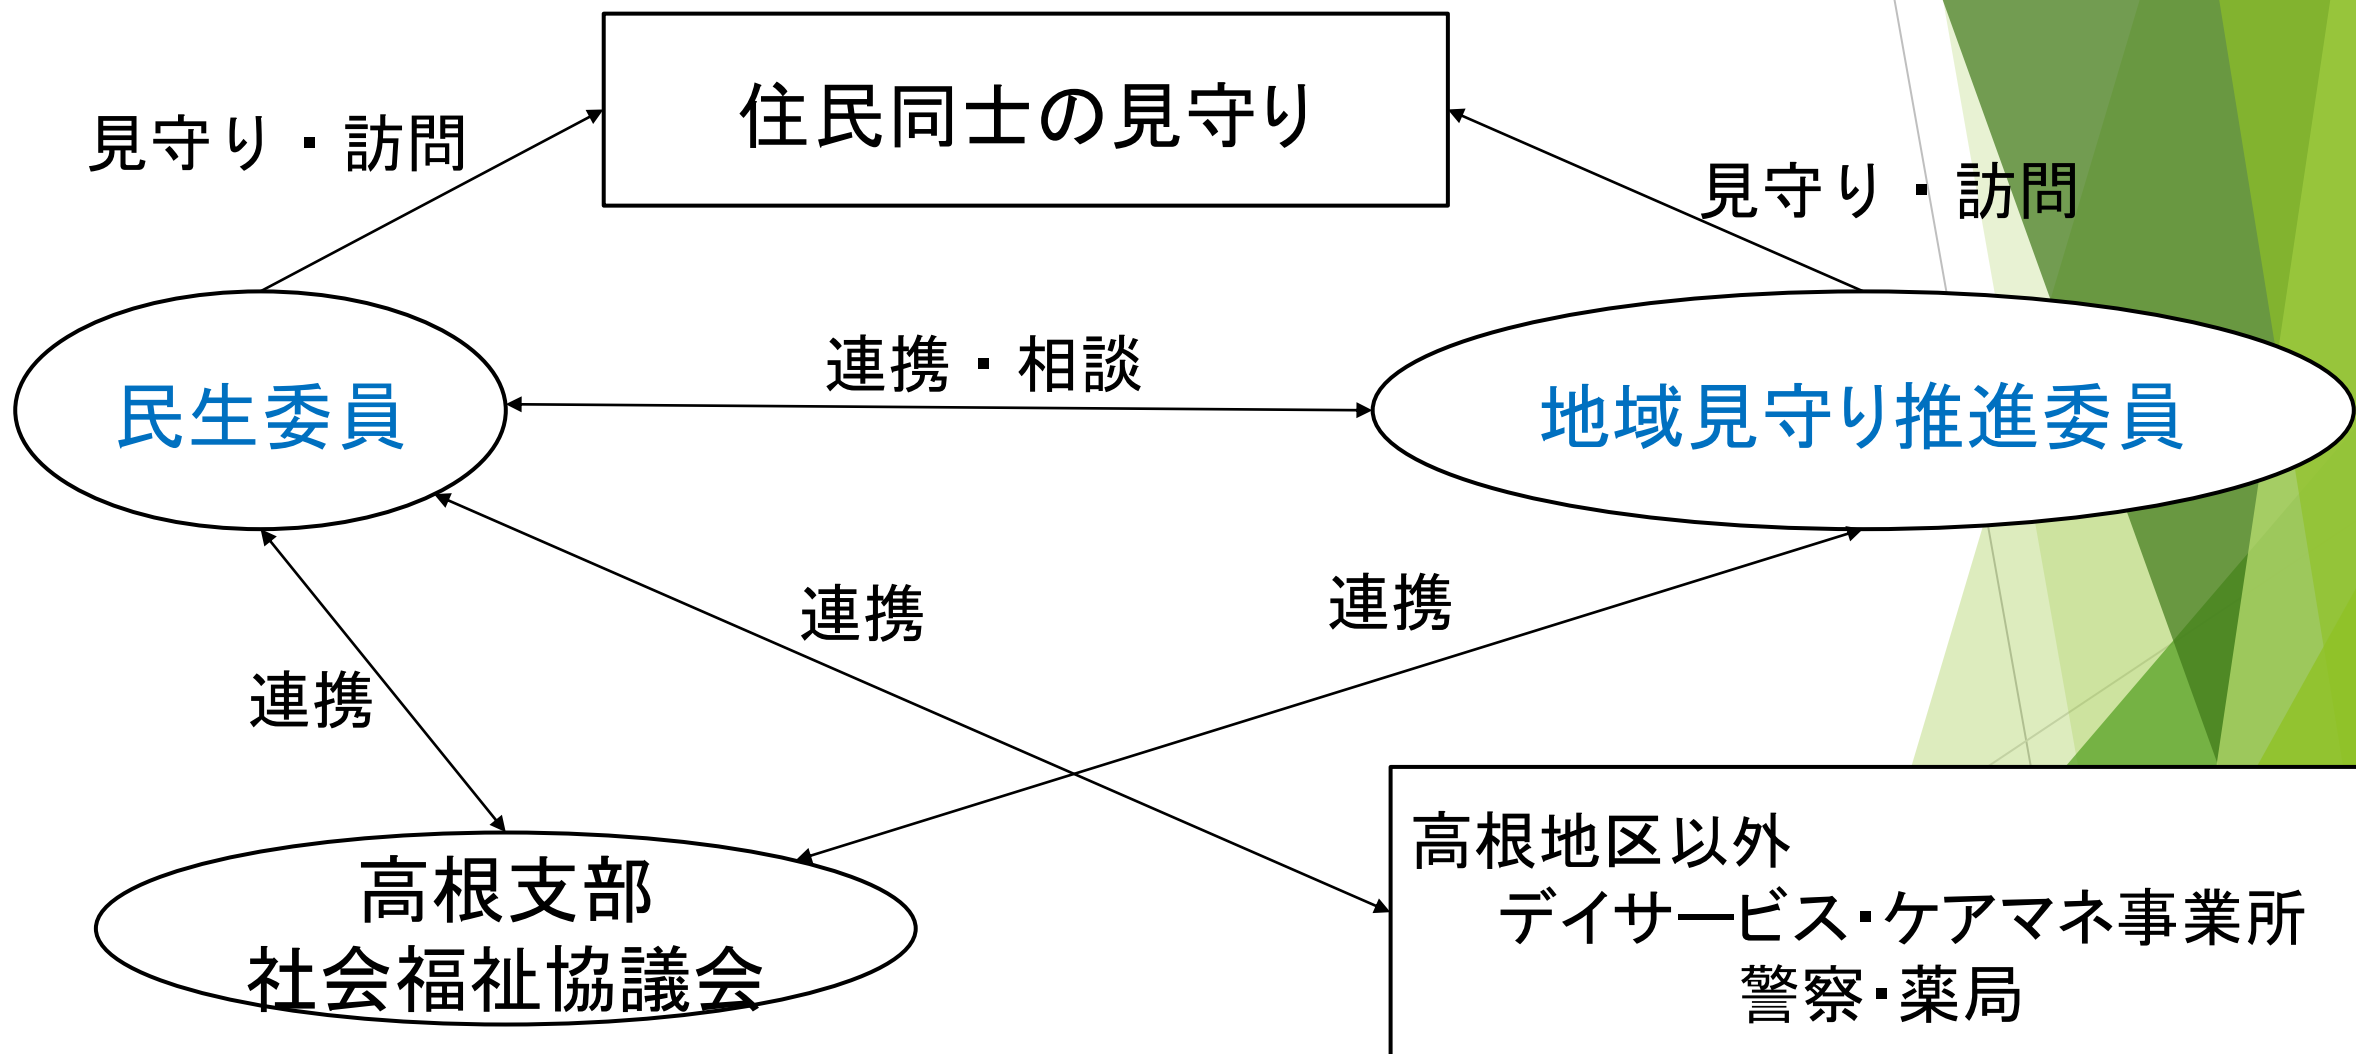 住民同士の見守り
見守り・訪問
見守り・訪問
連携・相談
民生委員
地域見守り推進委員
連携
連携
連携
高根支部
社会福祉協議会
高根地区以外
デイサービス・ケアマネ事業所
警察・薬局